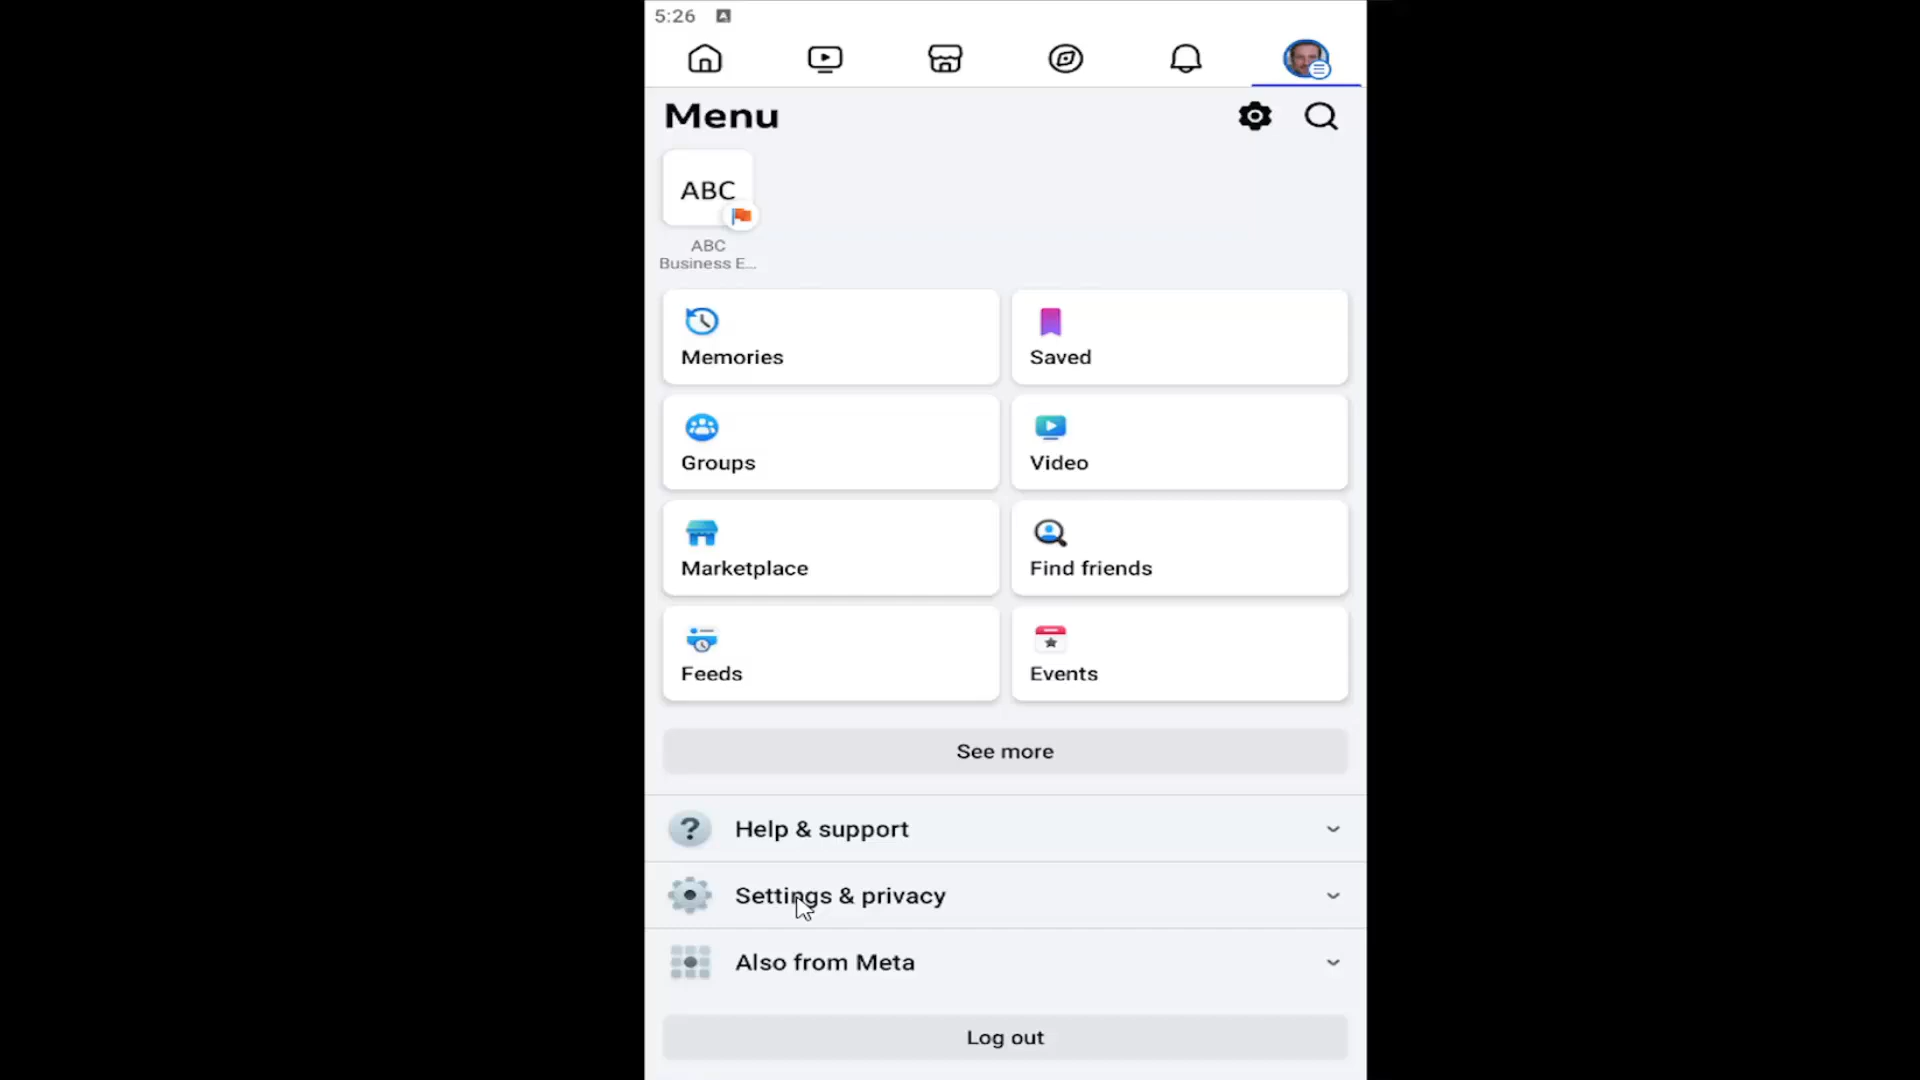 5:26
Menu
ABC
ABC
Business E...
Memories
Saved
Groups
Video
Marketplace
Find friends
Feeds
Events
See more
Help & support
Settings & privacy
Also from Meta
Log out